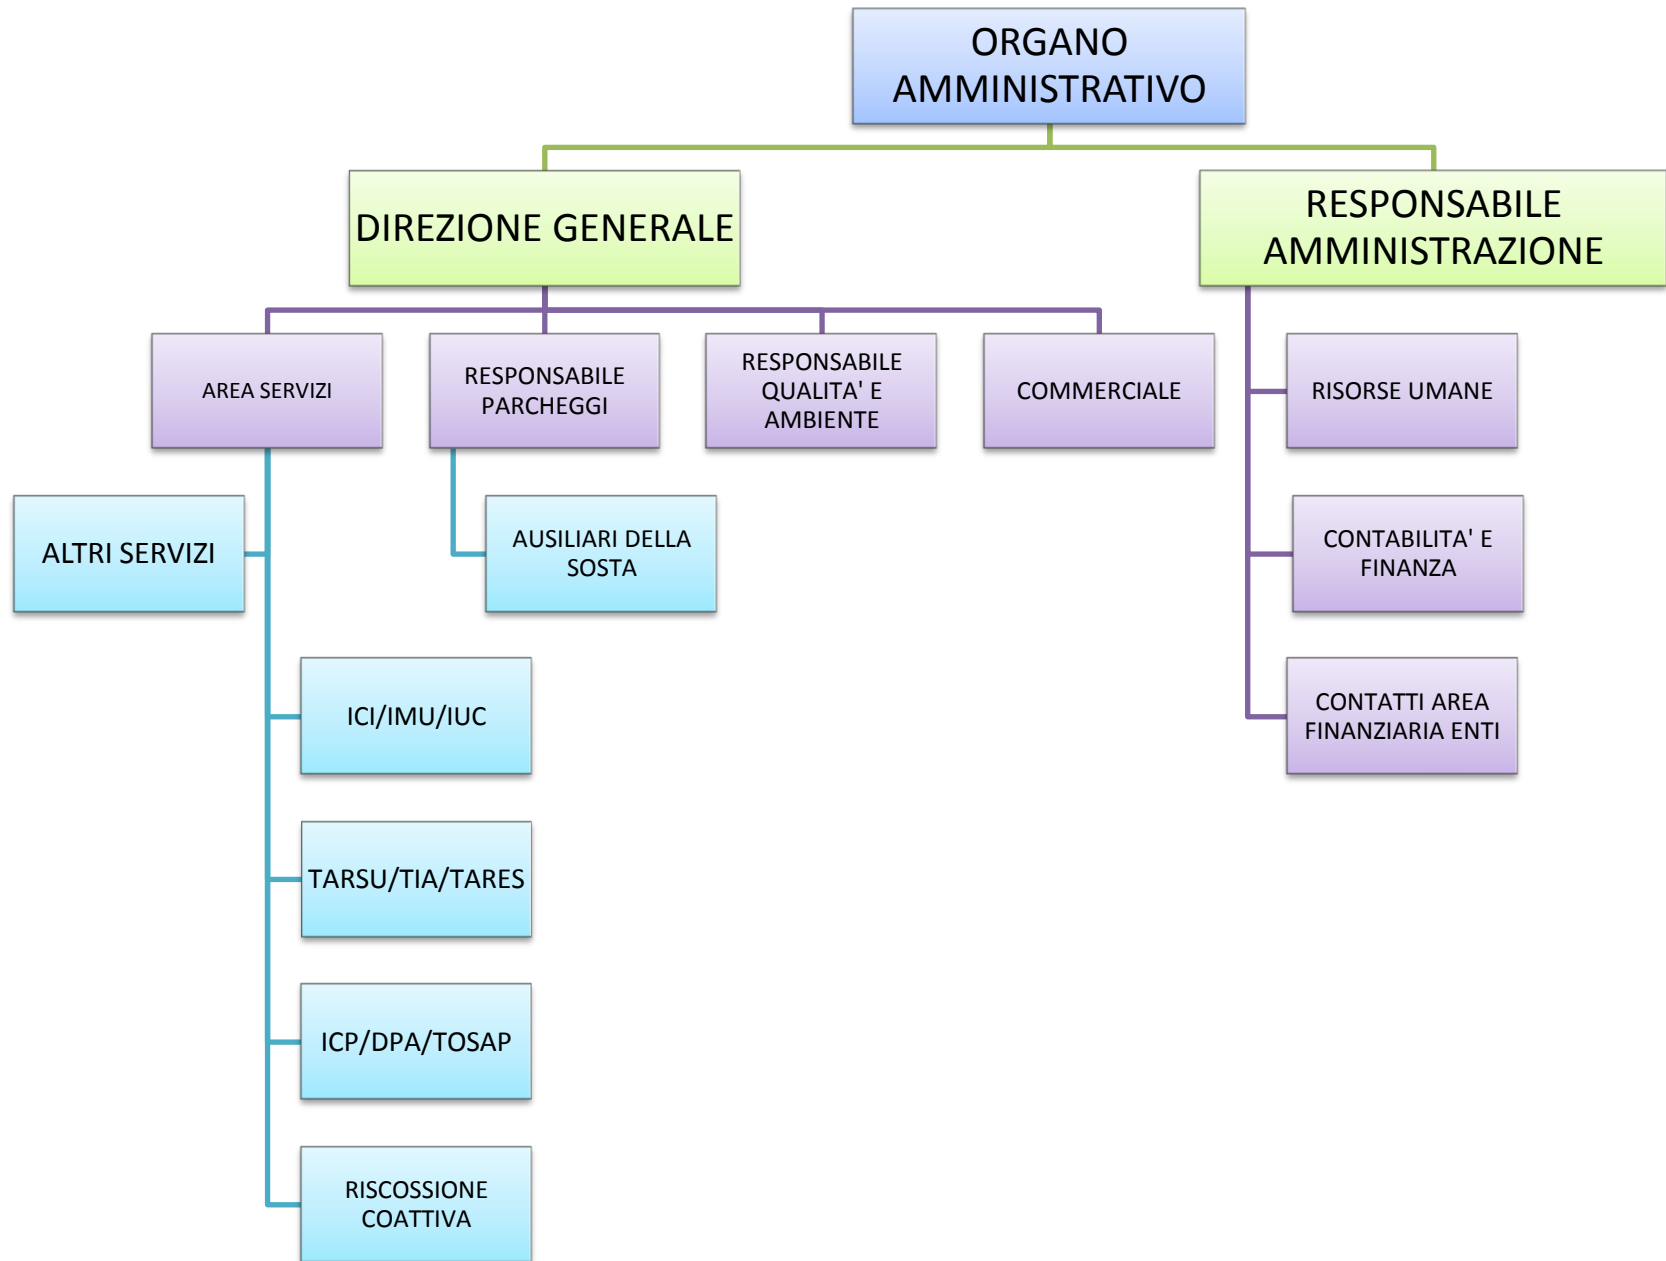 ORGANO
AMMINISTRATIVO
DIREZIONE GENERALE
RESPONSABILE
AMMINISTRAZIONE
AREA SERVIZI
RESPONSABILE
PARCHEGGI
RESPONSABILE
QUALITA' E
AMBIENTE
COMMERCIALE
RISORSE UMANE
ALTRI SERVIZI
AUSILIARI DELLA
SOSTA
CONTABILITA' E
FINANZA
ICI/IMU/IUC
CONTATTI AREA
FINANZIARIA ENTI
TARSU/TIA/TARES
ICP/DPA/TOSAP
RISCOSSIONE
COATTIVA